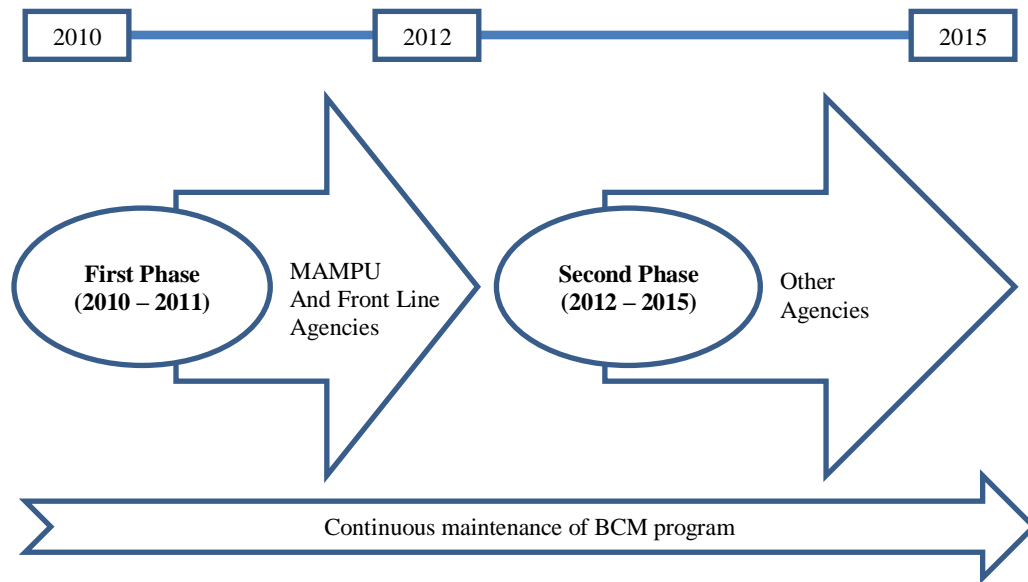 2010
2012
2015
First Phase
(2010 – 2011)
MAMPU
And Front Line
Agencies
Second Phase
(2012 – 2015)
Other
Agencies
Continuous maintenance of BCM program